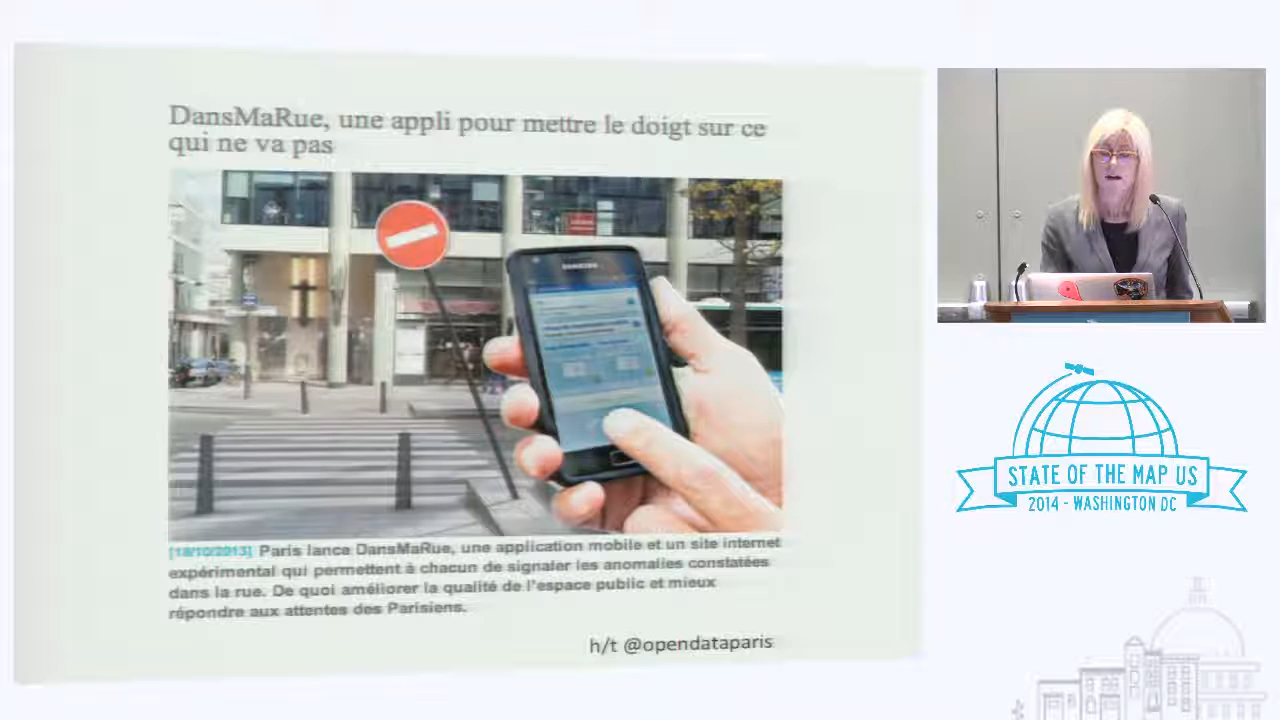 DansMaRue, une appli pour mettre le doigt sur ce
qui ne va pas
SAMSUNG
[18/10/2013] Paris lance DansMaRue, une application mobile et un site internet
expérimental qui permettent à chacun de signaler les anomalies constatées
dans la rue. De quoi améliorer la qualité de l'espace public et mieux
répondre aux attentes des Parisiens.
h/t @opendataparis
STATE OF THE MAP US
2014 - WASHINGTON DC